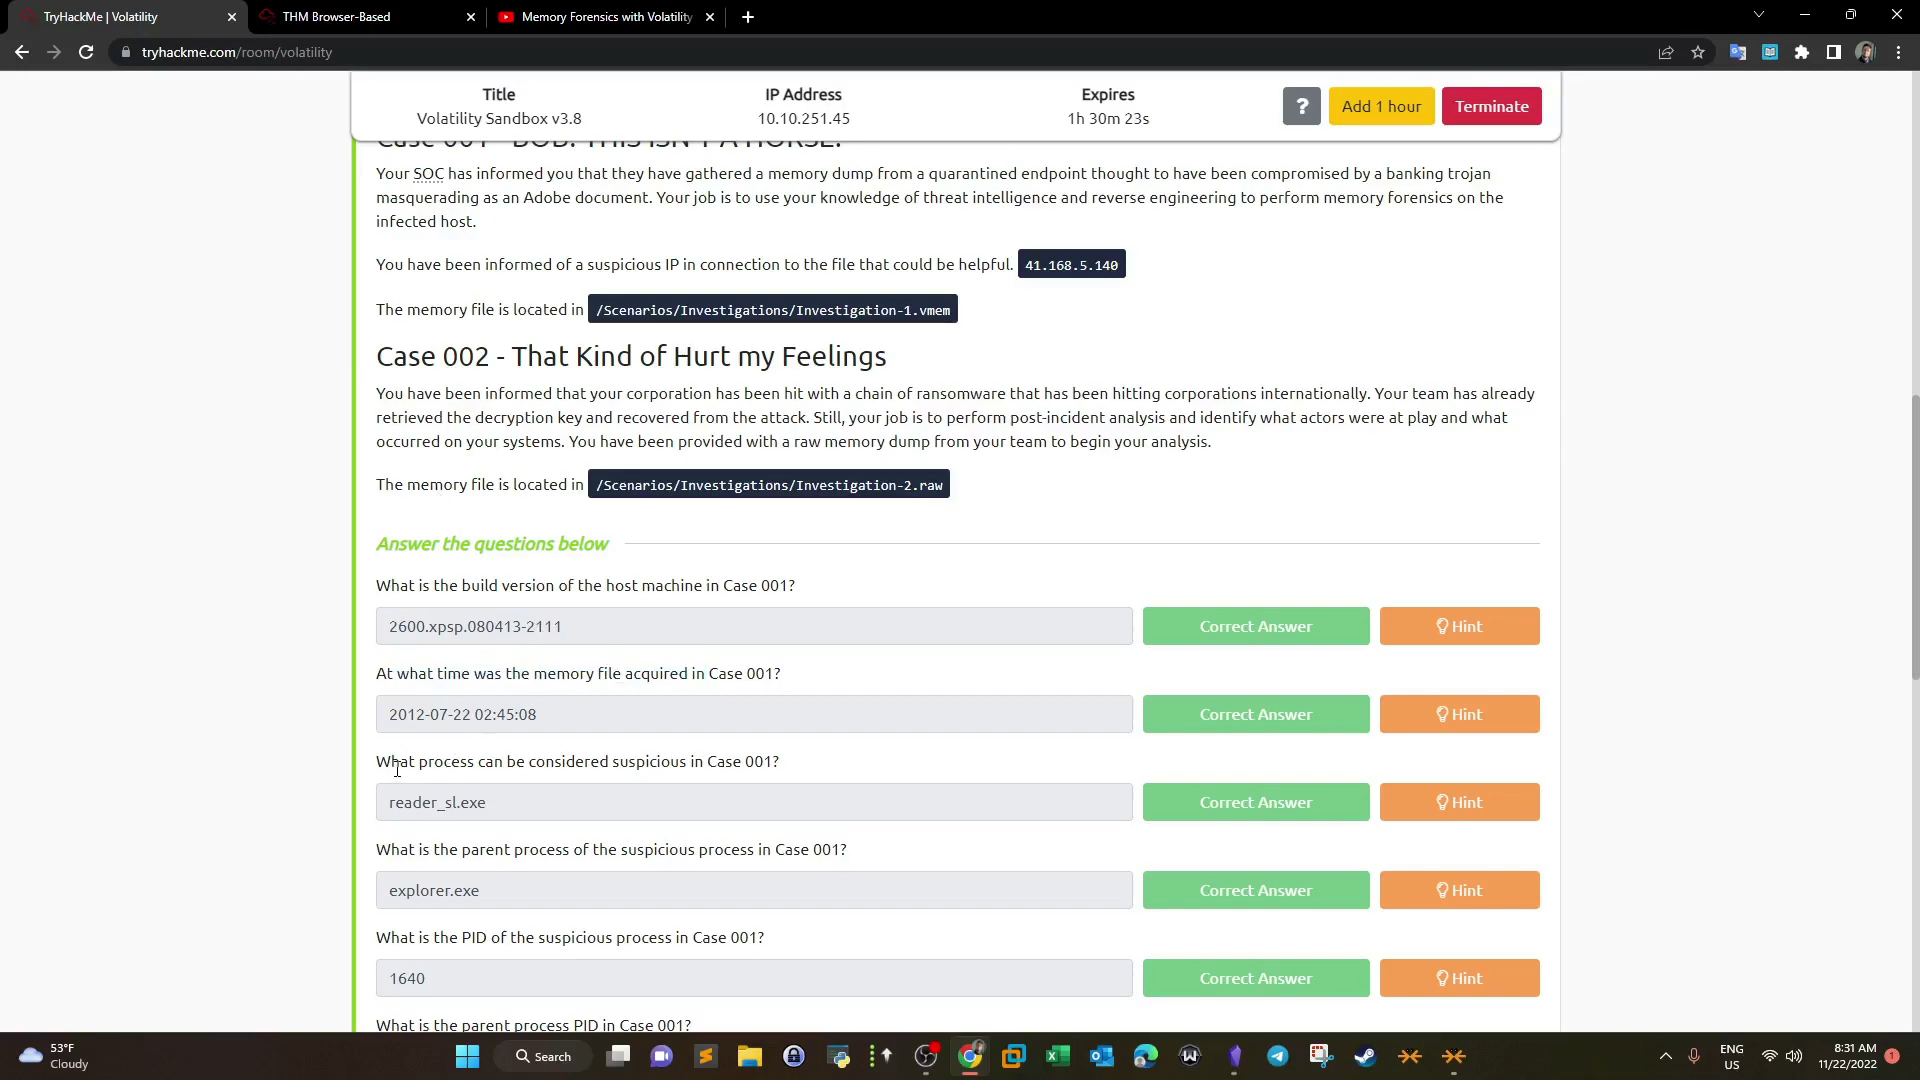 TryHackMe | Volatility
THM Browser-Based
Memory Forensics with Volatility
tryhackme.com/room/volatility
Title
IP Address
Expires
Volatility Sandbox v3.8
10.10.251.45
1h 30m 23s
?
Add 1 hour
Terminate
Case 001 - BOB! THIS ISN'T A HORSE!
Your SOC has informed you that they have gathered a memory dump from a quarantined endpoint thought to have been compromised by a banking trojan
masquerading as an Adobe document. Your job is to use your knowledge of threat intelligence and reverse engineering to perform memory forensics on the
infected host.
You have been informed of a suspicious IP in connection to the file that could be helpful. 41.168.5.140
The memory file is located in /Scenarios/Investigations/Investigation-1.vmem
Case 002 - That Kind of Hurt my Feelings
You have been informed that your corporation has been hit with a chain of ransomware that has been hitting corporations internationally. Your team has already
retrieved the decryption key and recovered from the attack. Still, your job is to perform post-incident analysis and identify what actors were at play and what
occurred on your systems. You have been provided with a raw memory dump from your team to begin your analysis.
The memory file is located in /Scenarios/Investigations/Investigation-2.raw
Answer the questions below
What is the build version of the host machine in Case 001?
2600.xpsp.080413-2111
Correct Answer
Hint
At what time was the memory file acquired in Case 001?
2012-07-22 02:45:08
Correct Answer
Hint
What process can be considered suspicious in Case 001?
reader_sl.exe
Correct Answer
Hint
What is the parent process of the suspicious process in Case 001?
explorer.exe
Correct Answer
Hint
What is the PID of the suspicious process in Case 001?
1640
Correct Answer
Hint
What is the parent process PID in Case 001?
53°F
Cloudy
Search
ENG
US
8:31 AM
11/22/2022
1